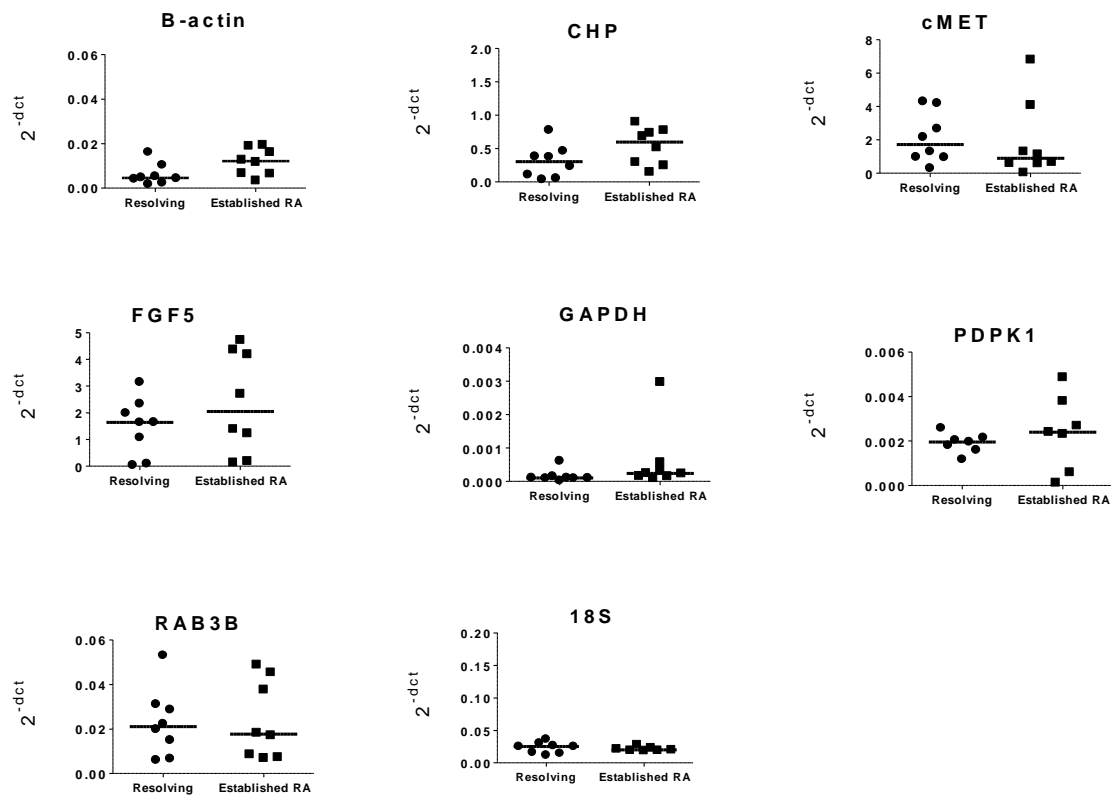 B-actin
2^-dct
0.06
0.04
0.02
0.00
Resolving Established RA
CHP
2^-dct
2.0
1.5
1.0
0.5
0.0
Resolving Established RA
cMET
2^-dct
8
6
4
2
0
Resolving Established RA
FGF5
2^-dct
5
4
3
2
1
0
Resolving Established RA
GAPDH
2^-dct
0.004
0.003
0.002
0.001
0.000
Resolving Established RA
PDPK1
2^-dct
0.006
0.004
0.002
0.000
Resolving Established RA
RAB3B
2^-dct
0.06
0.04
0.02
0.00
Resolving Established RA
18S
2^-dct
0.20
0.15
0.10
0.05
0.00
Resolving Established RA